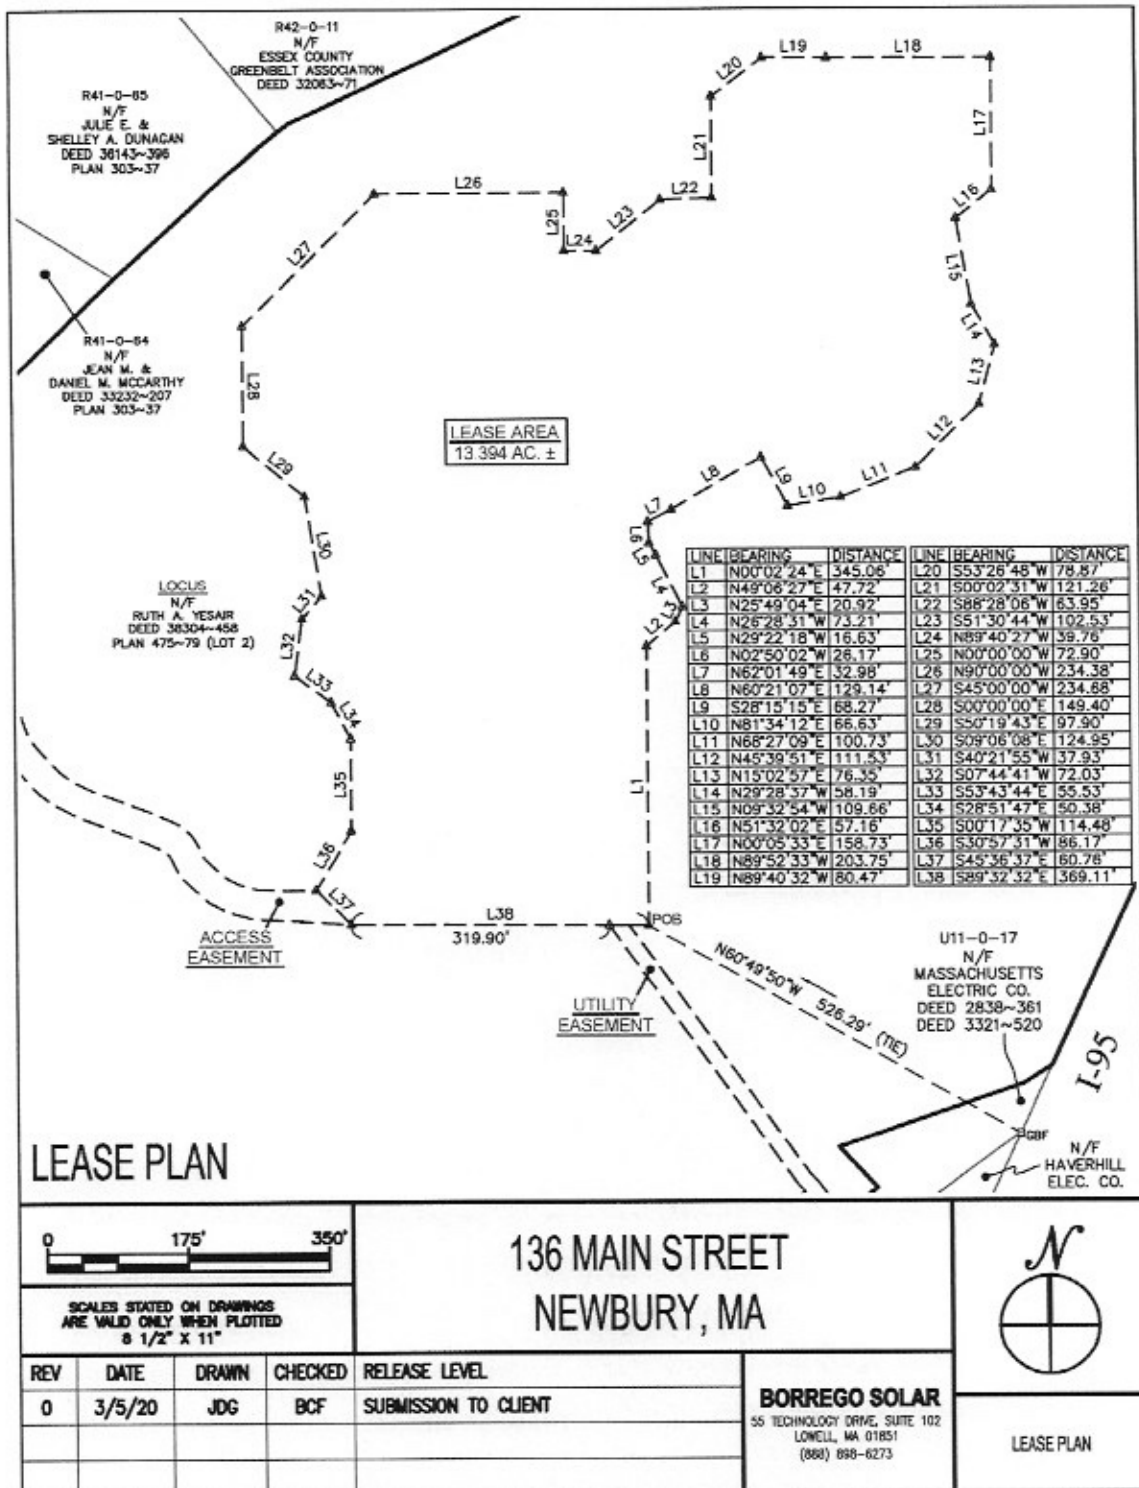 R42-0-11
N/F
ESSEX COUNTY
GREENBELT ASSOCIATION
DEED 32063~71
R41-0-65
N/F
JULIE E. &
SHELLEY A. DUNAGAN
DEED 36143~396
PLAN 303~37
R41-0-64
N/F
JEAN M. &
DANIEL M. MCCARTHY
DEED 33232~207
PLAN 303~37
L20
L19
L18
L17
L21
L16
L26
L22
L25
L24
L23
L27
L15
L14
L28
L13
L12
LEASE AREA
13.394 AC. ±
L29
L8
L9
L10
L11
L7
L6
L5
L30
L4
L31
L3
L2
L32
LOCUS
N/F
RUTH A. YESAIR
DEED 38304~458
PLAN 475~79 (LOT 2)
L33
L34
L35
L1
L36
L37
L38
319.90'
POB
ACCESS
EASEMENT
UTILITY
EASEMENT
LINE BEARING DISTANCE LINE BEARING DISTANCE
L1 N00°02'24"E 345.06' L20 S53°26'48"W 78.87'
L2 N49°06'27"E 47.72' L21 S00°02'31"W 121.26'
L3 N25°49'04"E 20.92' L22 S88°28'06"W 63.95'
L4 N26°28'31"W 73.21' L23 S51°30'44"W 102.53'
L5 N29°22'18"W 16.63' L24 N89°40'27"W 39.76'
L6 N02°50'02"W 26.17' L25 N00°00'00"W 72.90'
L7 N62°01'49"E 32.98' L26 N90°00'00"W 234.38'
L8 N60°21'07"E 129.14' L27 S45°00'00"W 234.68'
L9 S28°15'15"E 68.27' L28 S00°00'00"E 149.40'
L10 N81°34'12"E 66.63' L29 S50°19'43"E 97.90'
L11 N68°27'09"E 100.73' L30 S09°06'08"E 124.95'
L12 N45°39'51"E 111.53' L31 S40°21'55"W 37.93'
L13 N15°02'57"E 76.35' L32 S07°44'41"W 72.03'
L14 N29°28'37"W 58.19' L33 S53°43'44"E 55.53'
L15 N09°32'54"W 109.66' L34 S28°51'47"E 50.38'
L16 N51°32'02"E 57.16' L35 S00°17'35"W 114.48'
L17 N00°05'33"E 158.73' L36 S30°57'31"W 86.17'
L18 N89°52'33"W 203.75' L37 S45°36'37"E 60.76'
L19 N89°40'32"W 80.47' L38 S89°32'32"E 369.11'
N60°49'50"W 526.29' (TIE)
U11-0-17
N/F
MASSACHUSETTS
ELECTRIC CO.
DEED 2838~361
DEED 3321~520
I-95
GBF
N/F
HAVERHILL
ELEC. CO.
LEASE PLAN
0 175' 350'
SCALES STATED ON DRAWINGS
ARE VALID ONLY WHEN PLOTTED
8 1/2" X 11"
136 MAIN STREET
NEWBURY, MA
N
REV DATE DRAWN CHECKED RELEASE LEVEL
0 3/5/20 JDG BCF SUBMISSION TO CLIENT
BORREGO SOLAR
55 TECHNOLOGY DRIVE, SUITE 102
LOWELL, MA 01851
(888) 898-6273
LEASE PLAN